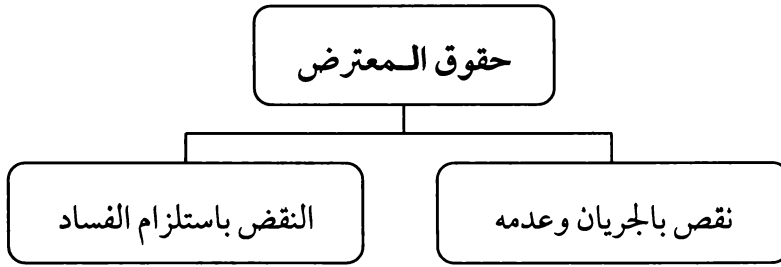 حقوق المعترض
نقص بالجريان وعدمه
النقض باستلزام الفساد